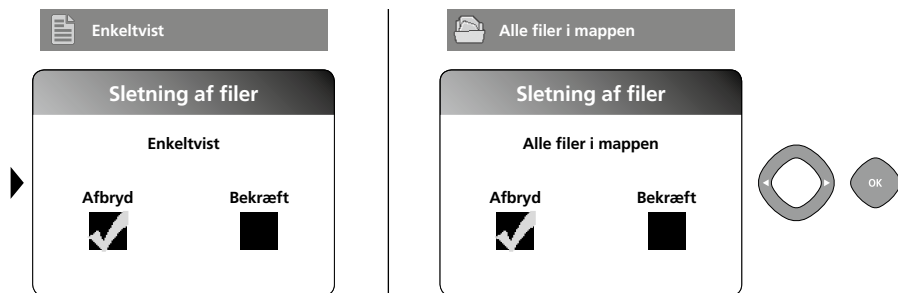 Enkeltvist
Sletning af filer
Enkeltvist
Afbryd Bekræft
Alle filer i mappen
Sletning af filer
Alle filer i mappen
Afbryd Bekræft
OK